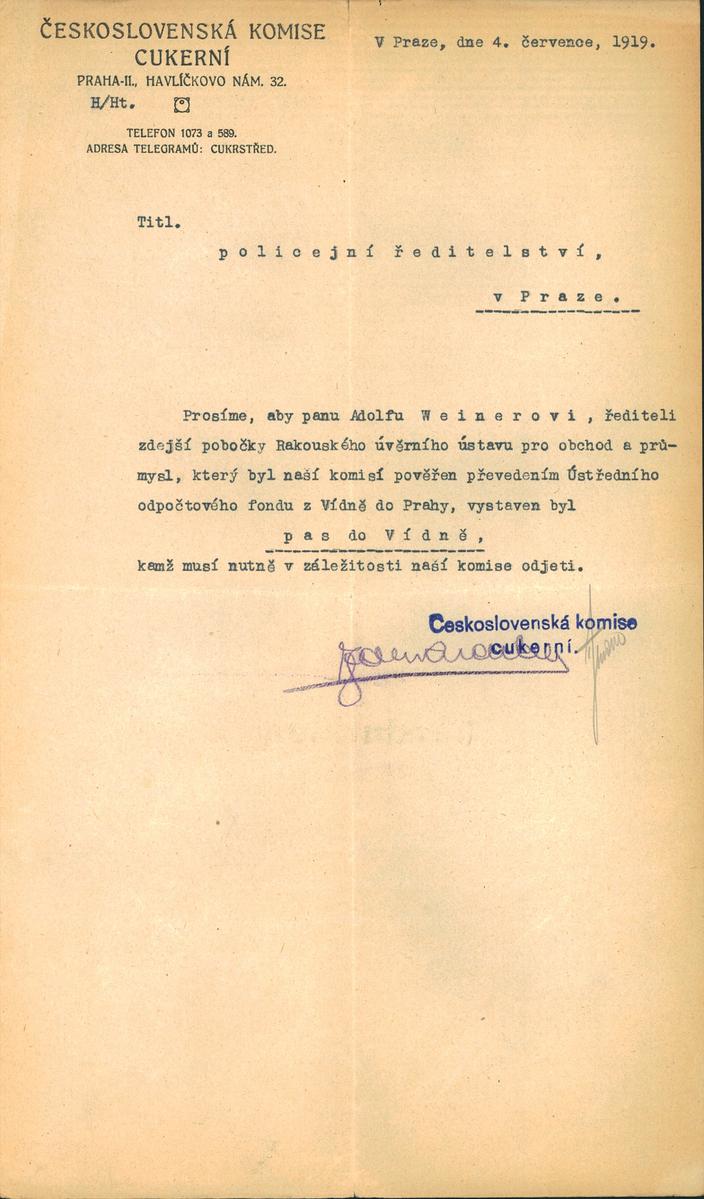 ČESKOSLOVENSKÁ KOMISE
CUKERNÍ
PRAHA-II., HAVLÍČKOVO NÁM. 32.
H/Ht.
TELEFON 1073 a 589.
ADRESA TELEGRAMŮ: CUKRSTŘED.
V Praze, dne 4. července, 1919.
Titl.
policejní ředitelství,
v Praze.
Prosíme, aby panu Adolfu Weinerovi, řediteli
zdejší pobočky Rakouského úvěrního ústavu pro obchod a prů-
mysl, který byl naší komisí pověřen převedením Ústředního
odpočtového fondu z Vídně do Prahy, vystaven byl
pas do Vídně,
kamž musí nutně v záležitosti naší komise odjeti.
Československá komise
cukerní.